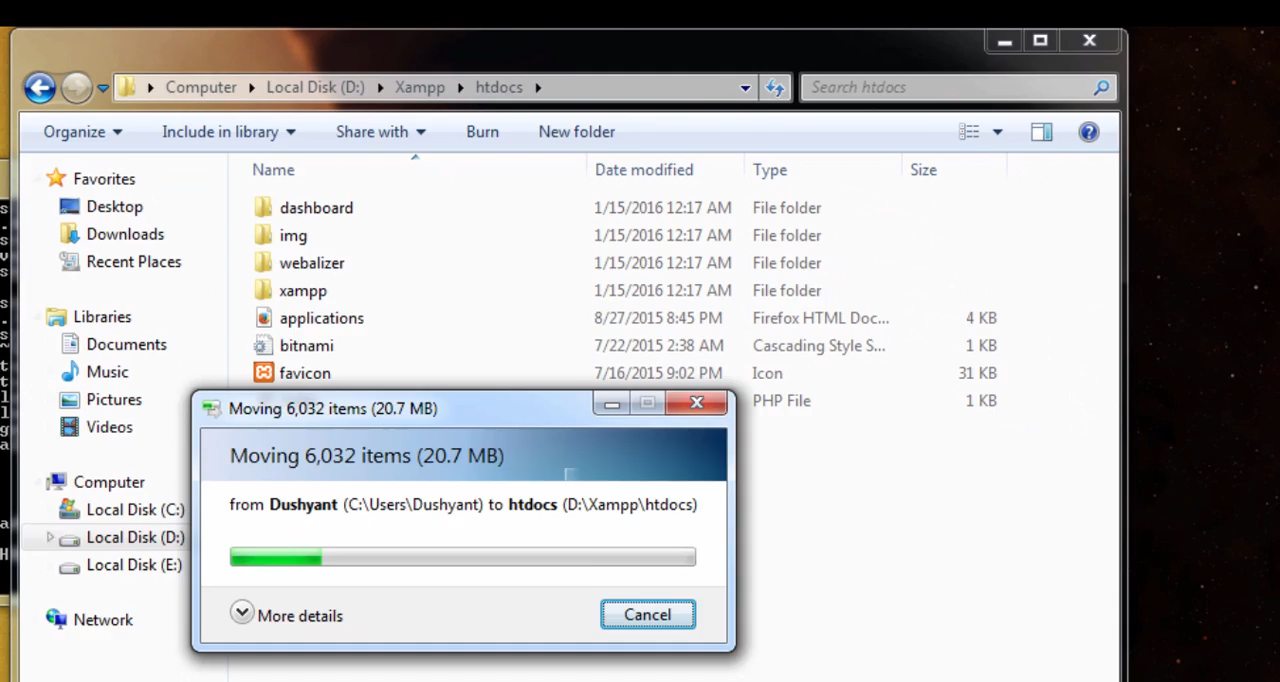 Computer Local Disk (D:) Xampp htdocs Search htdocs
Organize Include in library Share with Burn New folder
Name Date modified Type Size
Favorites
Desktop
Downloads
Recent Places
Libraries
Documents
Music
Pictures
Videos
Computer
Local Disk (C:)
Local Disk (D:)
Local Disk (E:)
Network
dashboard 1/15/2016 12:17 AM File folder
img 1/15/2016 12:17 AM File folder
webalizer 1/15/2016 12:17 AM File folder
xampp 1/15/2016 12:17 AM File folder
applications 8/27/2015 8:45 PM Firefox HTML Doc... 4 KB
bitnami 7/22/2015 2:38 AM Cascading Style S... 1 KB
favicon 7/16/2015 9:02 PM Icon 31 KB
PHP File 1 KB
Moving 6,032 items (20.7 MB)
Moving 6,032 items (20.7 MB)
from Dushyant (C:\Users\Dushyant) to htdocs (D:\Xampp\htdocs)
More details Cancel